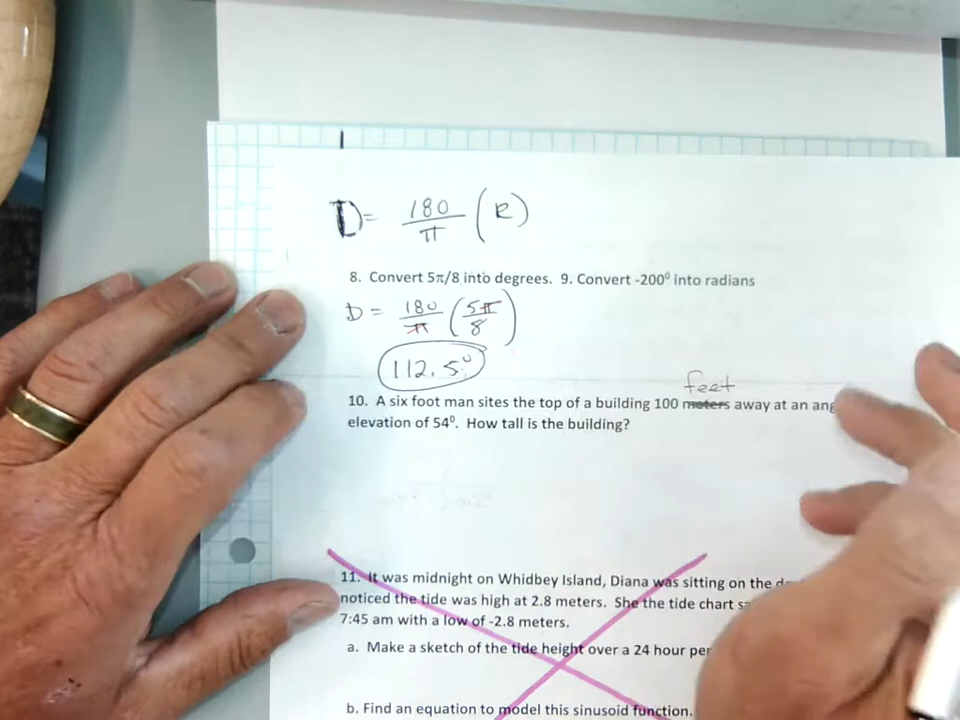 D = 180/π (R)
8. Convert 5π/8 into degrees. 9. Convert -200⁰ into radians
D = 180/π (5π/8)
112.5°
feet
10. A six foot man sites the top of a building 100 meters away at an
elevation of 54⁰. How tall is the building?
11. It was midnight on Whidbey Island, Diana was sitting on the
noticed the tide was high at 2.8 meters. She the tide chart
7:45 am with a low of -2.8 meters.
a. Make a sketch of the tide height over a 24 hour
b. Find an equation to model this sinusoid function.